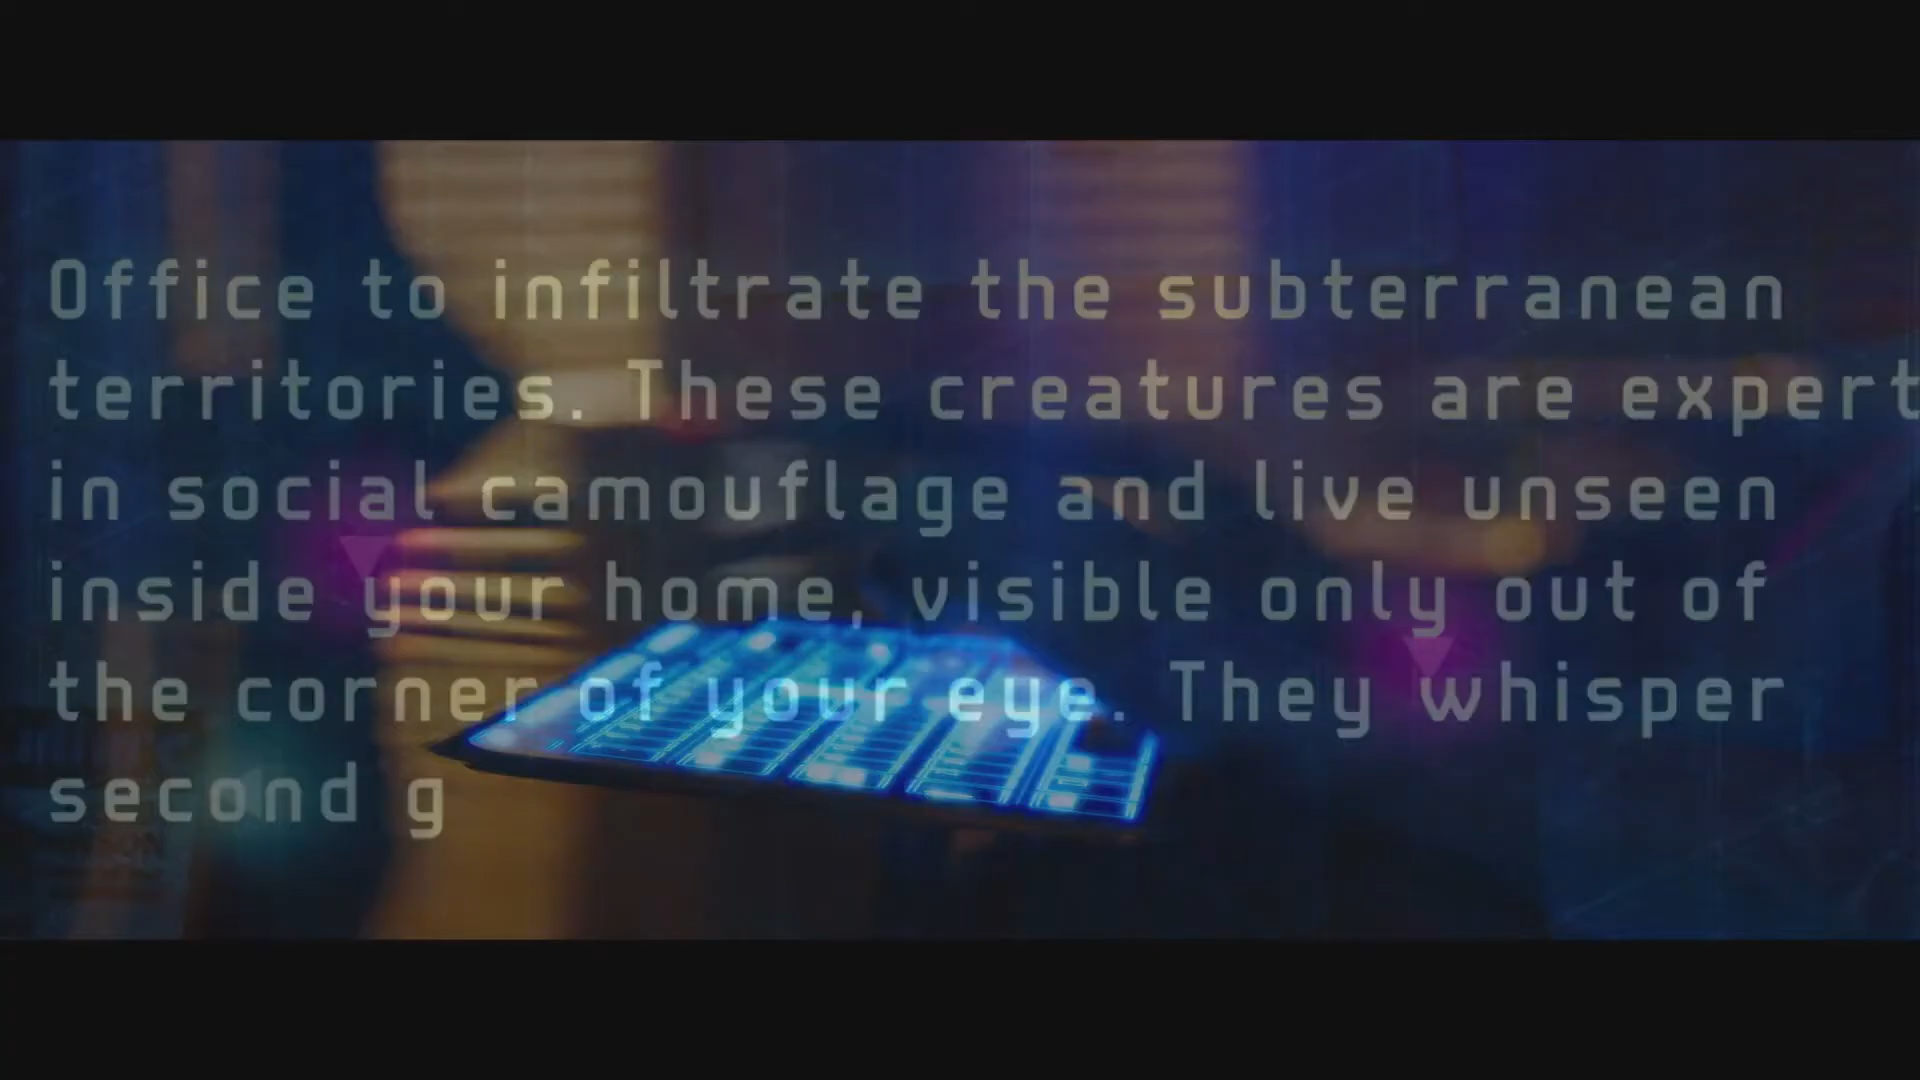 Office to infiltrate the subterranean
territories. These creatures are expert
in social camouflage and live unseen
inside your home, visible only out of
the corner of your eye. They whisper
second g